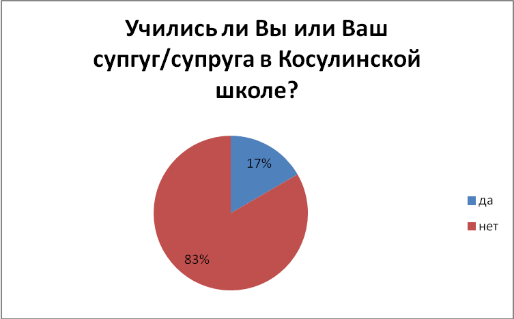 Учились ли Вы или Ваш
супгуг/супруга в Косулинской
школе?
17%
83%
да
нет